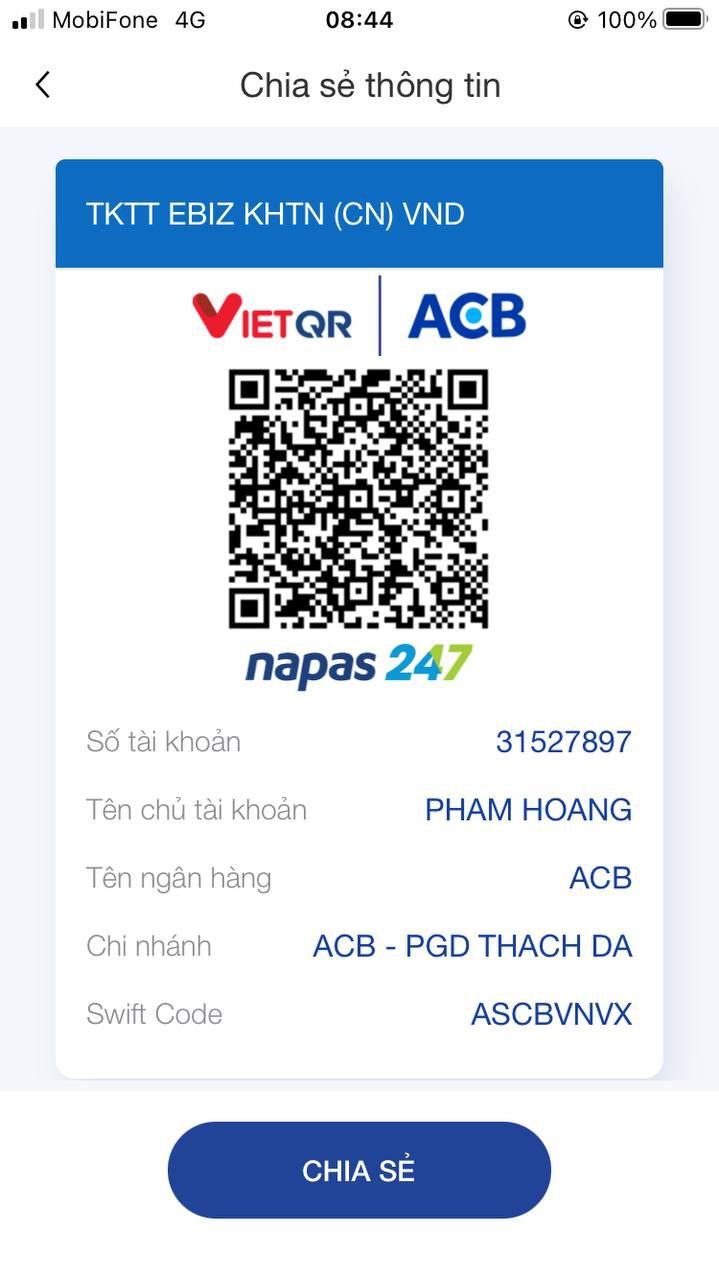 MobiFone 4G 08:44 100%
Chia sẻ thông tin
TKTT EBIZ KHTN (CN) VND
VIETQR ACB
napas 247
Số tài khoản 31527897
Tên chủ tài khoản PHAM HOANG
Tên ngân hàng ACB
Chi nhánh ACB - PGD THACH DA
Swift Code ASCBVNVX
CHIA SẺ